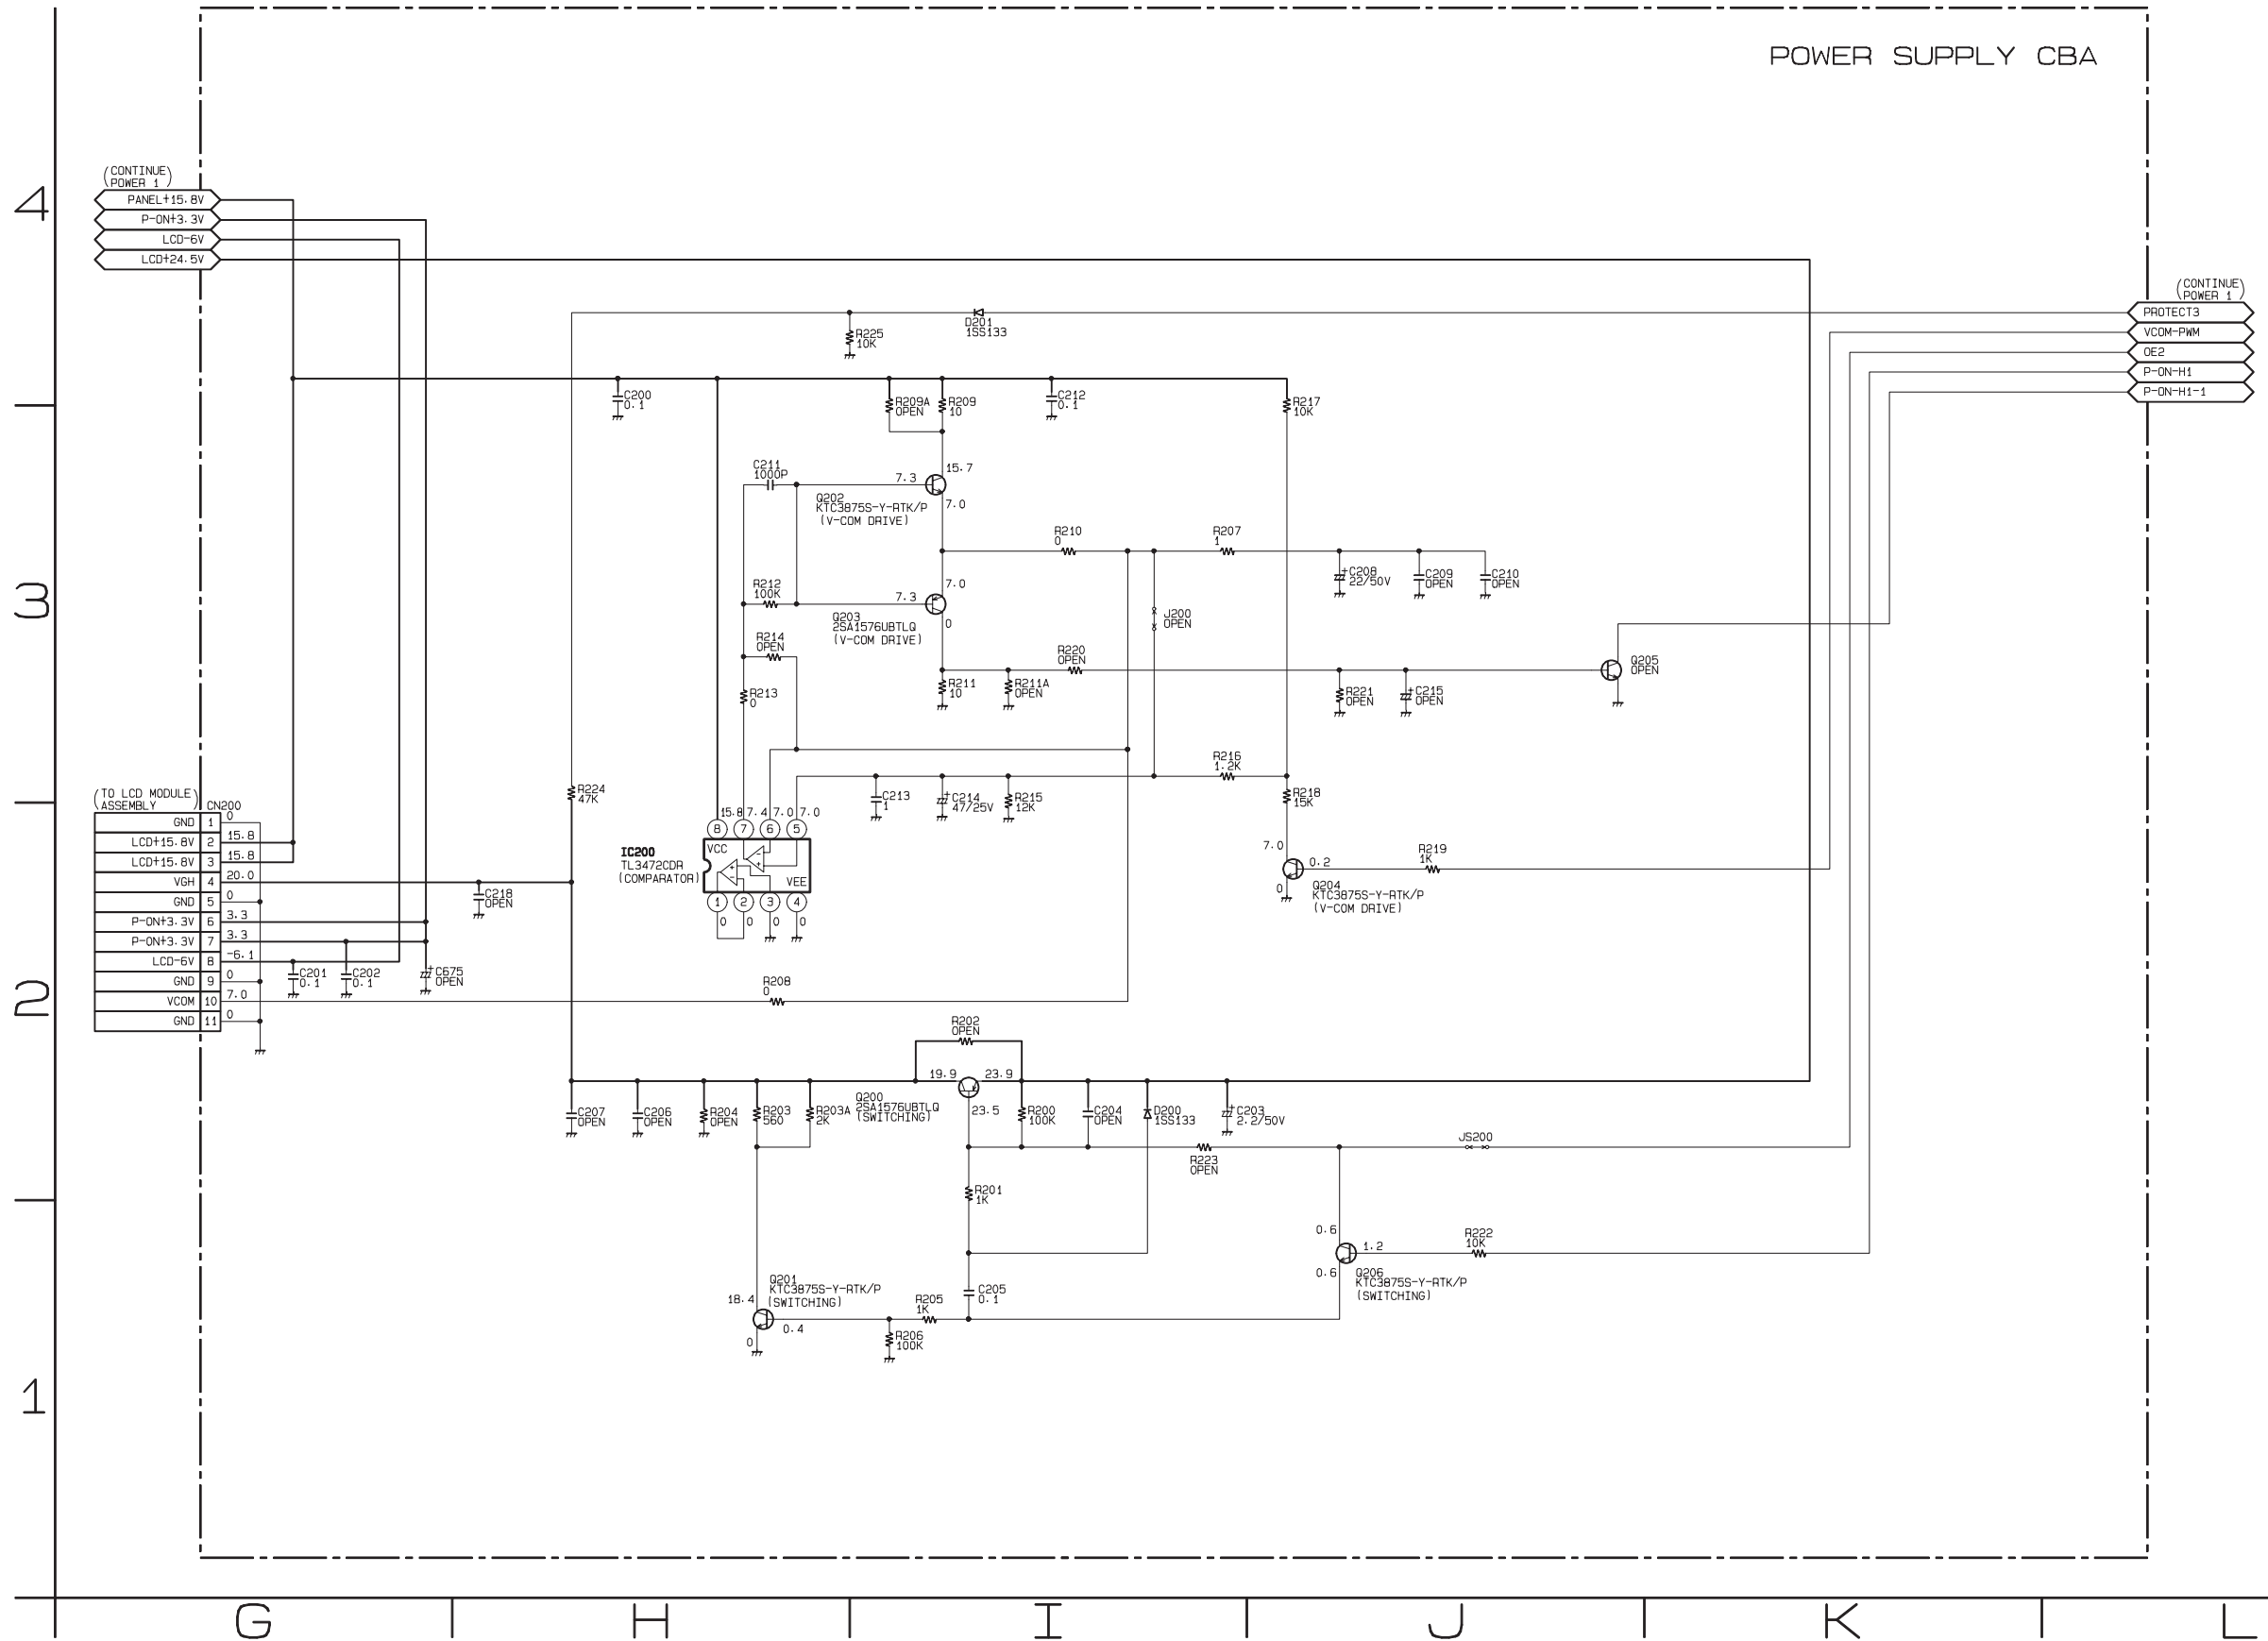 POWER SUPPLY CBA
4
3
2
1
(CONTINUE
POWER 1)
PANEL+15.8V
P-ON+3.3V
LCD-6V
LCD+24.5V
(CONTINUE
POWER 1)
PROTECT3
VCOM-PWM
OE2
P-ON-H1
P-ON-H1-1
R225
10K
D201
1SS133
C200
0.1
R209A
OPEN
R209
10
C212
0.1
R217
10K
C211
1000P
7.3
15.7
Q202
KTC3875S-Y-RTK/P
(V-COM DRIVE)
7.0
R210
0
R207
1
+C208
22/50V
C209
OPEN
C210
OPEN
R212
100K
7.0
7.3
Q203
2SA1576UBTLQ
(V-COM DRIVE)
0
J200
OPEN
R214
OPEN
R220
OPEN
Q205
OPEN
R213
0
R211
10
R211A
OPEN
R221
OPEN
+C215
OPEN
R216
1.2K
R224
47K
C213
1
+C214
47/25V
R215
12K
R218
15K
(TO LCD MODULE
ASSEMBLY)
CN200
GND 1 0
LCD+15.8V 2 15.8
LCD+15.8V 3 15.8
VGH 4 20.0
GND 5 0
P-ON+3.3V 6 3.3
P-ON+3.3V 7 3.3
LCD-6V 8 -6.1
GND 9 0
VCOM 10 7.0
GND 11 0
15.8 7.4 7.0 7.0
8 7 6 5
IC200
TL3472CDR
(COMPARATOR)
VCC
+
-
-
+
VEE
1 2 3 4
0 0 0 0
7.0
0.2
R219
1K
0
Q204
KTC3875S-Y-RTK/P
(V-COM DRIVE)
C218
OPEN
C201
0.1
C202
0.1
+C675
OPEN
R208
0
R202
OPEN
19.9
23.9
C207
OPEN
C206
OPEN
R204
OPEN
R203
560
R203A
2K
Q200
2SA1576UBTLQ
(SWITCHING)
23.5
R200
100K
C204
OPEN
D200
1SS133
+C203
2.2/50V
R223
OPEN
JS200
R201
1K
0.6
1.2
R222
10K
0.6
Q206
KTC3875S-Y-RTK/P
(SWITCHING)
Q201
KTC3875S-Y-RTK/P
(SWITCHING)
18.4
0.4
0
R205
1K
C205
0.1
R206
100K
G H I J K L